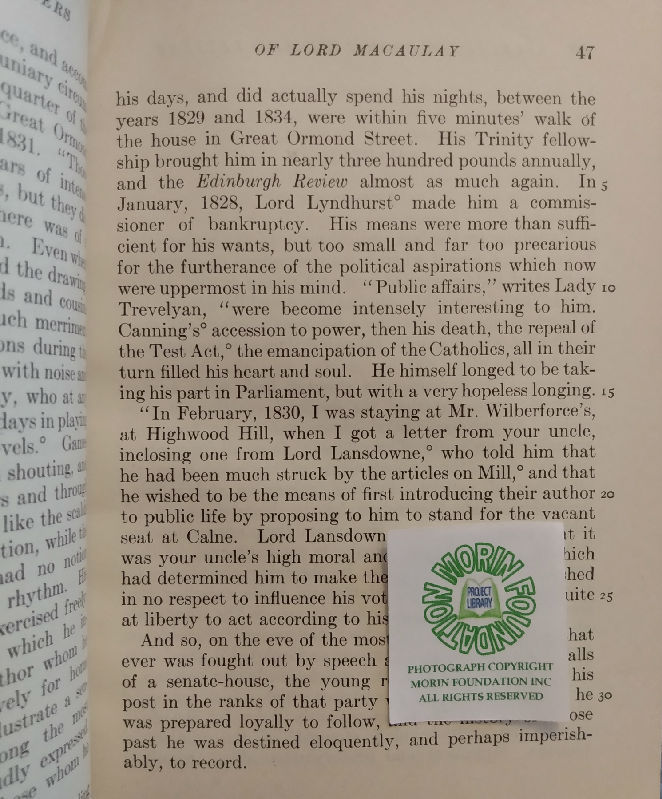 OF LORD MACAULAY 47
his days, and did actually spend his nights, between the
years 1829 and 1834, were within five minutes' walk of
the house in Great Ormond Street. His Trinity fellow-
ship brought him in nearly three hundred pounds annually,
and the Edinburgh Review almost as much again. In 5
January, 1828, Lord Lyndhurst° made him a commis-
sioner of bankruptcy. His means were more than suffi-
cient for his wants, but too small and far too precarious
for the furtherance of the political aspirations which now
were uppermost in his mind. "Public affairs," writes Lady 10
Trevelyan, "were become intensely interesting to him.
Canning's° accession to power, then his death, the repeal of
the Test Act,° the emancipation of the Catholics, all in their
turn filled his heart and soul. He himself longed to be tak-
ing his part in Parliament, but with a very hopeless longing. 15
"In February, 1830, I was staying at Mr. Wilberforce's,
at Highwood Hill, when I got a letter from your uncle,
inclosing one from Lord Lansdowne,° who told him that
he had been much struck by the articles on Mill,° and that
he wished to be the means of first introducing their author 20
to public life by proposing to him to stand for the vacant
seat at Calne. Lord Lansdown it
was your uncle's high moral and
had determined him to make the
in no respect to influence his vot 25
at liberty to act according to his
And so, on the eve of the most hat
ever was fought out by speech alls
of a senate-house, the young his
post in the ranks of that party he 30
was prepared loyally to follow, ose
past he was destined eloquently, and perhaps imperish-
ably, to record.
MORIN FOUNDATION
PROJECT
LIBRARY
PHOTOGRAPH COPYRIGHT
MORIN FOUNDATION INC
ALL RIGHTS RESERVED